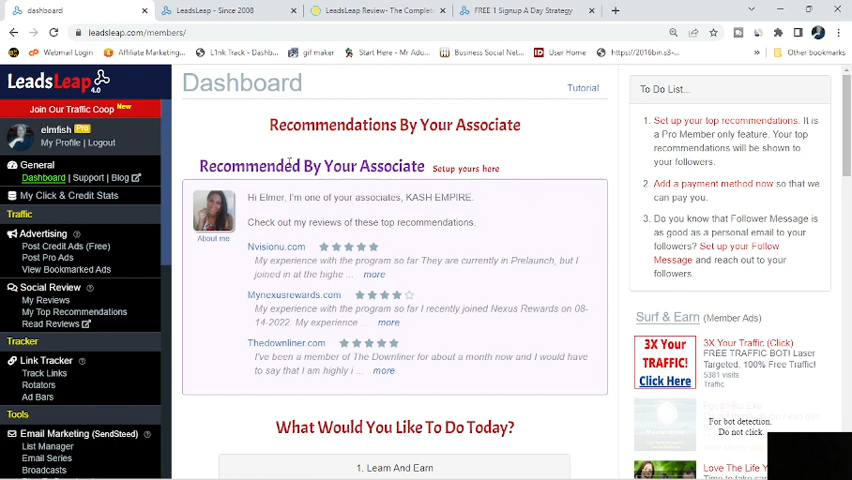 dashboard
LeadsLeap - Since 2008
LeadsLeap Review- The Complet
FREE 1 Signup A Day Strategy
leadsleap.com/members/
Webmail Login
Affiliate Marketing...
L1nk Track - Dashb...
gif maker
Start Here - Mr Ado...
Business Social Net...
User Home
https://2016bin.s3-...
Other bookmarks
LeadsLeap 4.0
Join Our Traffic Coop New
elmfish Pro
My Profile | Logout
General
Dashboard | Support | Blog
My Click & Credit Stats
Traffic
Advertising
Post Credit Ads (Free)
Post Pro Ads
View Bookmarked Ads
Social Review
My Reviews
My Top Recommendations
Read Reviews
Tracker
Link Tracker
Track Links
Rotators
Ad Bars
Tools
Email Marketing (SendSteed)
List Manager
Email Series
Broadcasts
Dashboard
Tutorial
Recommendations By Your Associate
Recommended By Your Associate Setup yours here
Hi Elmer, I'm one of your associates, KASH EMPIRE.
Check out my reviews of these top recommendations.
About me
Nvisionu.com
My experience with the program so far They are currently in Prelaunch, but I
joined in at the highe ... more
Mynexusrewards.com
My experience with the program so far I recently joined Nexus Rewards on 08-
14-2022. My experience ... more
Thedownliner.com
I've been a member of The Downliner for about a month now and I would have
to say that I am highly i ... more
What Would You Like To Do Today?
1. Learn And Earn
To Do List...
1. Set up your top recommendations. It is
a Pro Member only feature. Your top
recommendations will be shown to
your followers.
2. Add a payment method now so that we
can pay you.
3. Do you know that Follower Message is
as good as a personal email to your
followers? Set up your Follow
Message and reach out to your
followers.
Surf & Earn (Member Ads)
3X Your
TRAFFIC!
Click Here
3X Your Traffic (Click)
FREE TRAFFIC BOT! Laser
Targeted. 100% Free Traffic!
5381 visits
Traffic
For bot detection.
Do not click.
Love The Life Y
Time to take car